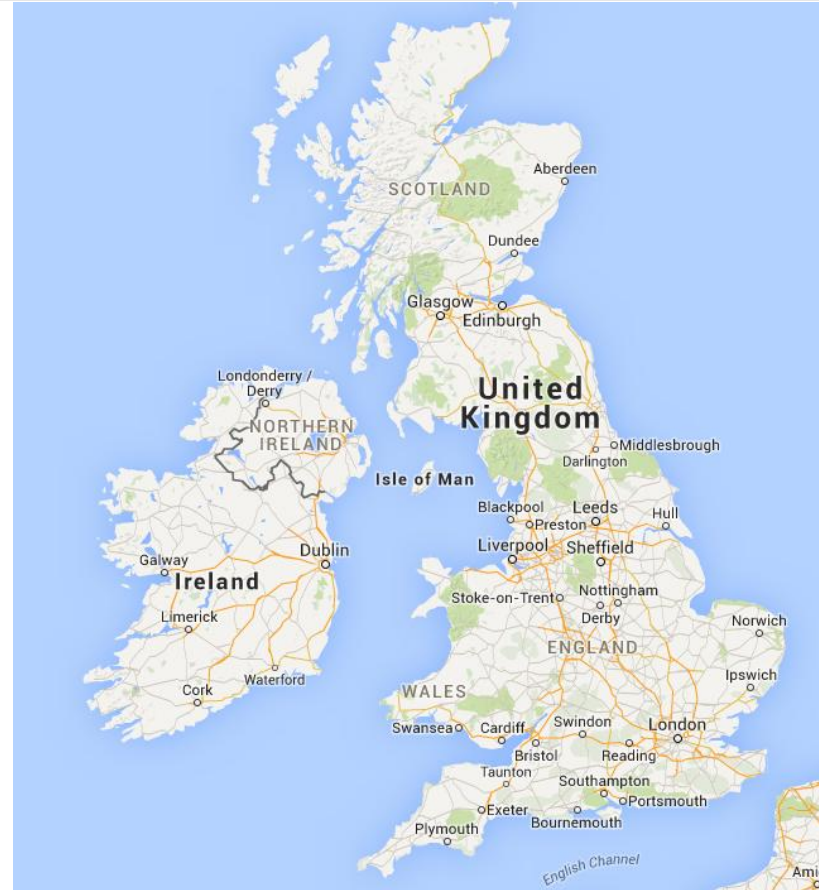 Aberdeen
SCOTLAND
Dundee
Glasgow
Edinburgh
Londonderry /
Derry
United
Kingdom
NORTHERN
IRELAND
Middlesbrough
Darlington
Isle of Man
Blackpool
Leeds
Hull
Preston
Liverpool
Sheffield
Dublin
Galway
Ireland
Stoke-on-Trent
Nottingham
Derby
Limerick
Norwich
ENGLAND
Waterford
Ipswich
Cork
WALES
Swansea
Cardiff
Swindon
London
Bristol
Reading
Taunton
Southampton
Portsmouth
Exeter
Bournemouth
Plymouth
English Channel
Ami